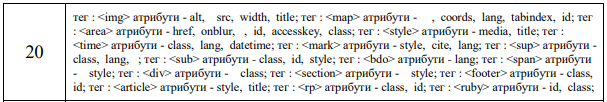 20
тег : <img> атрибути - alt, src, width, title; тег : <map> атрибути - , coords, lang, tabindex, id; тег
: <area> атрибути - href, onblur, , id, accesskey, class; тег : <style> атрибути - media, title; тег :
<time> атрибути - class, lang, datetime; тег : <mark> атрибути - style, cite, lang; тег : <sup> атрибути -
class, lang, ; тег : <sub> атрибути - class, id, style; тег : <bdo> атрибути - lang; тег : <span> атрибути
- style; тег : <div> атрибути - class; тег : <section> атрибути - style; тег : <footer> атрибути - class,
id; тег : <article> атрибути - style, title; тег : <rp> атрибути - class, id; тег : <ruby> атрибути - id, class;